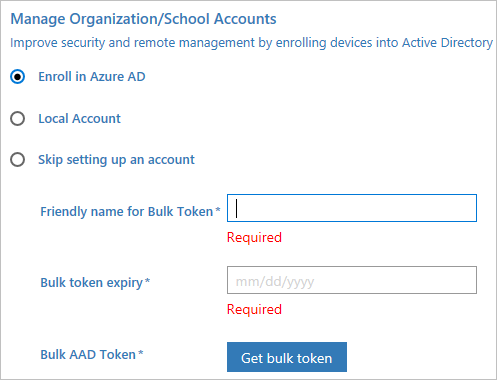 Manage Organization/School Accounts
Improve security and remote management by enrolling devices into Active Directory
Enroll in Azure AD
Local Account
Skip setting up an account
Friendly name for Bulk Token*
Required
Bulk token expiry* mm/dd/yyyy
Required
Bulk AAD Token* Get bulk token